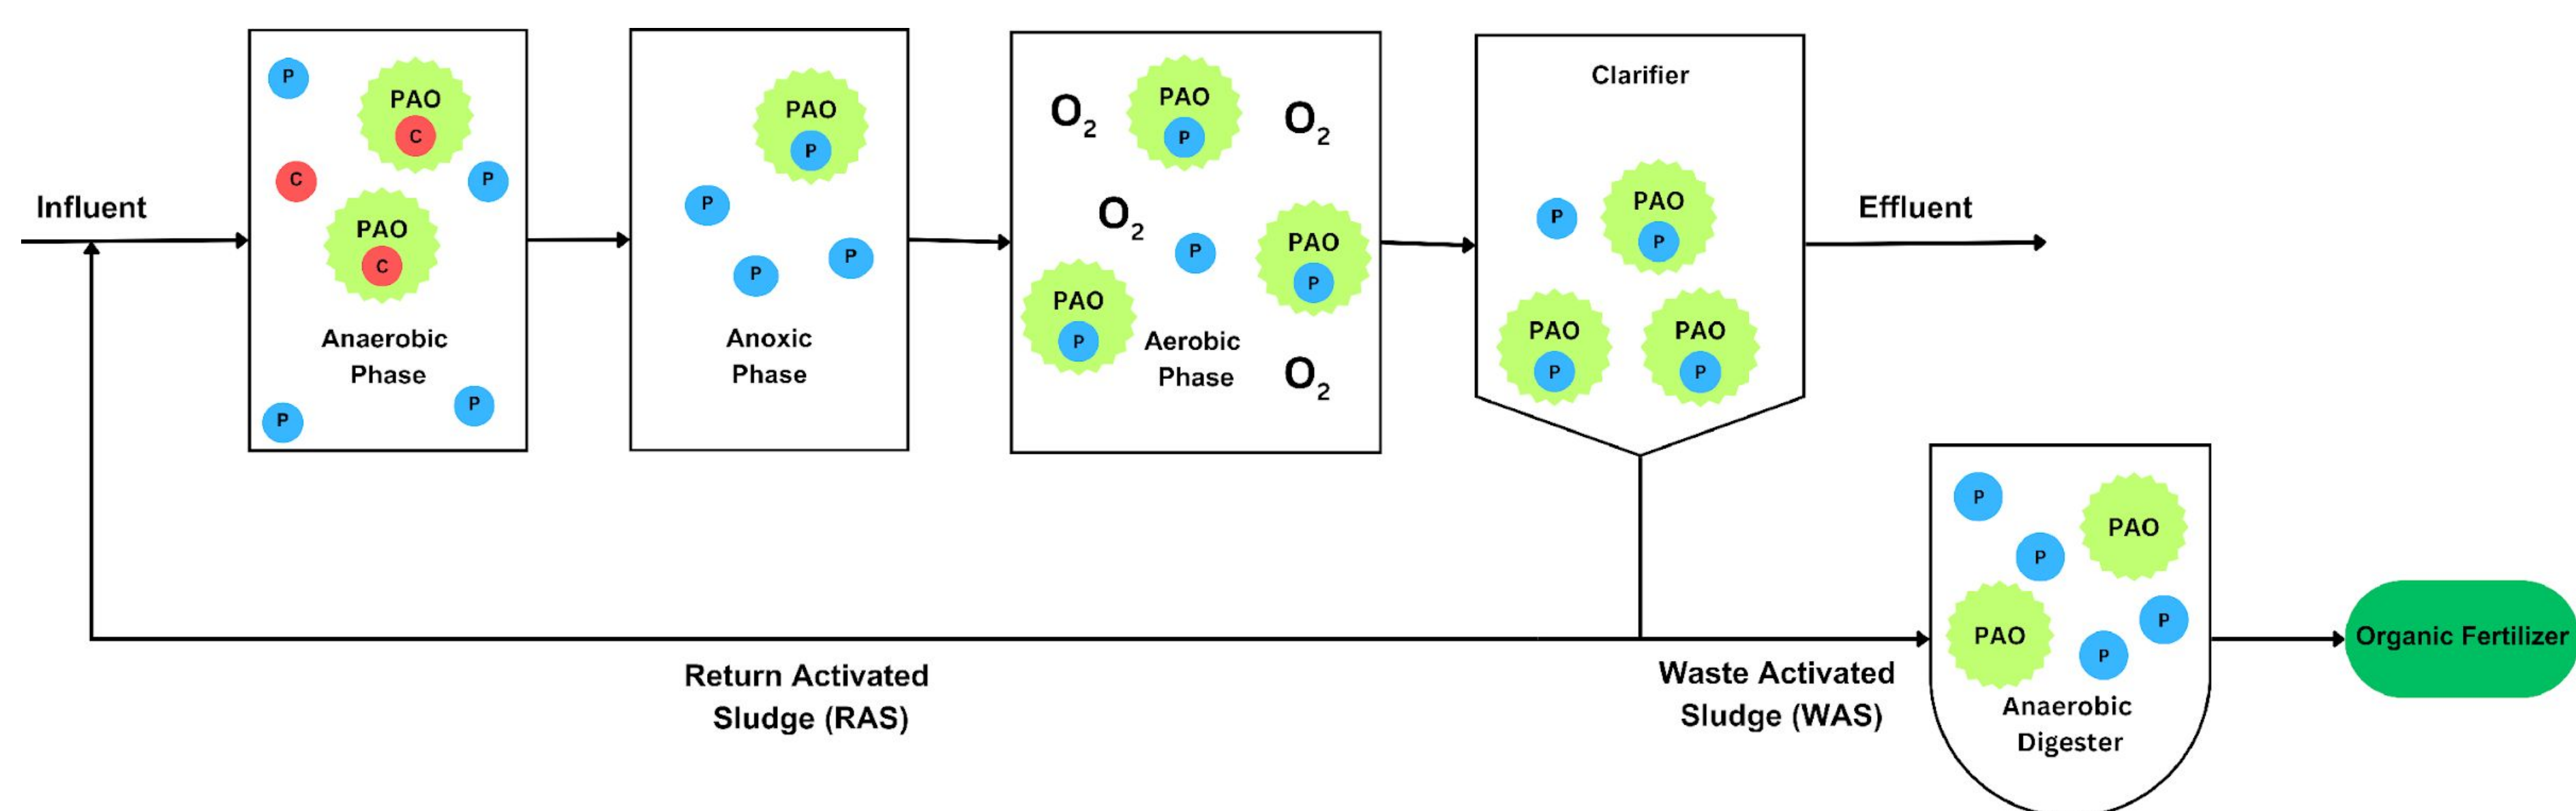 Influent
P
PAO
C
C
P
PAO
C
Anaerobic
Phase
P
P
PAO
P
P
P
P
Anoxic
Phase
O2
PAO
P
O2
O2
P
PAO
P
PAO
P
Aerobic
Phase
O2
Clarifier
P
PAO
P
PAO
P
PAO
P
Effluent
Return Activated
Sludge (RAS)
Waste Activated
Sludge (WAS)
P
PAO
P
PAO
P
P
Anaerobic
Digester
Organic Fertilizer